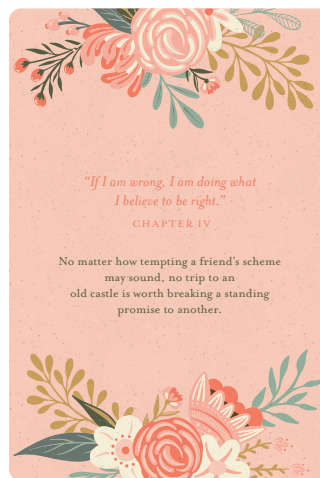 “If I am wrong, I am doing what
I believe to be right.”
CHAPTER IV
No matter how tempting a friend’s scheme
may sound, no trip to an
old castle is worth breaking a standing
promise to another.